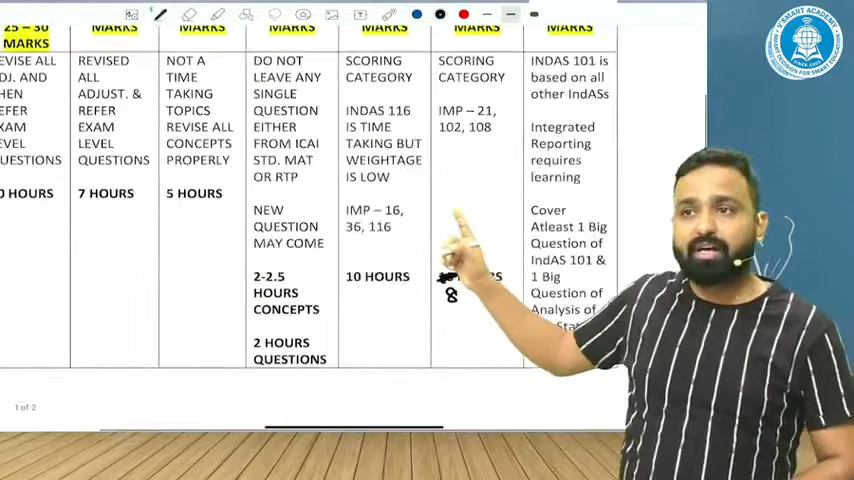 25 – 30
MARKS
EVISE ALL
DJ. AND
HEN
EFER
XAM
EVEL
UESTIONS
0 HOURS
MARKS
REVISED
ALL
ADJUST. &
REFER
EXAM
LEVEL
QUESTIONS
7 HOURS
MARKS
NOT A
TIME
TAKING
TOPICS
REVISE ALL
CONCEPTS
PROPERLY
5 HOURS
MARKS
DO NOT
LEAVE ANY
SINGLE
QUESTION
EITHER
FROM ICAI
STD. MAT
OR RTP
NEW
QUESTION
MAY COME
2-2.5
HOURS
CONCEPTS
2 HOURS
QUESTIONS
MARKS
SCORING
CATEGORY
INDAS 116
IS TIME
TAKING BUT
WEIGHTAGE
IS LOW
IMP – 16,
36, 116
10 HOURS
MARKS
SCORING
CATEGORY
IMP – 21,
102, 108
RS
8
MARKS
INDAS 101 is
based on all
other IndASs
Integrated
Reporting
requires
learning
Cover
Atleast 1 Big
Question of
IndAS 101 &
1 Big
Question of
Analysis of
1 of 2
V SMART ACADEMY